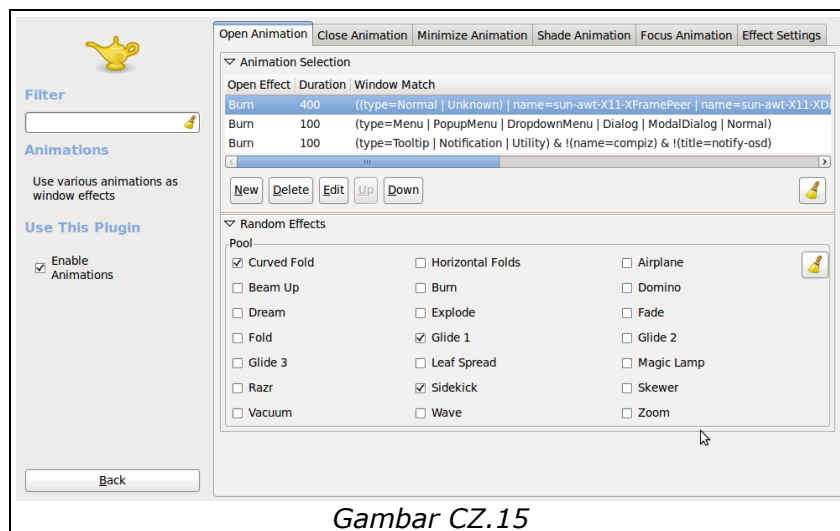 Filter
Animations
Use various animations as
window effects
Use This Plugin
Enable
Animations
Back
Open Animation Close Animation Minimize Animation Shade Animation Focus Animation Effect Settings
Animation Selection
Open Effect Duration Window Match
Burn 400 ((type=Normal | Unknown) | name=sun-awt-X11-XFramePeer | name=sun-awt-X11-XDi
Burn 100 (type=Menu | PopupMenu | DropdownMenu | Dialog | ModalDialog | Normal)
Burn 100 (type=Tooltip | Notification | Utility) & !(name=compiz) & !(title=notify-osd)
New Delete Edit Up Down
Random Effects
Pool
Curved Fold Horizontal Folds Airplane
Beam Up Burn Domino
Dream Explode Fade
Fold Glide 1 Glide 2
Glide 3 Leaf Spread Magic Lamp
Razr Sidekick Skewer
Vacuum Wave Zoom
Gambar CZ.15